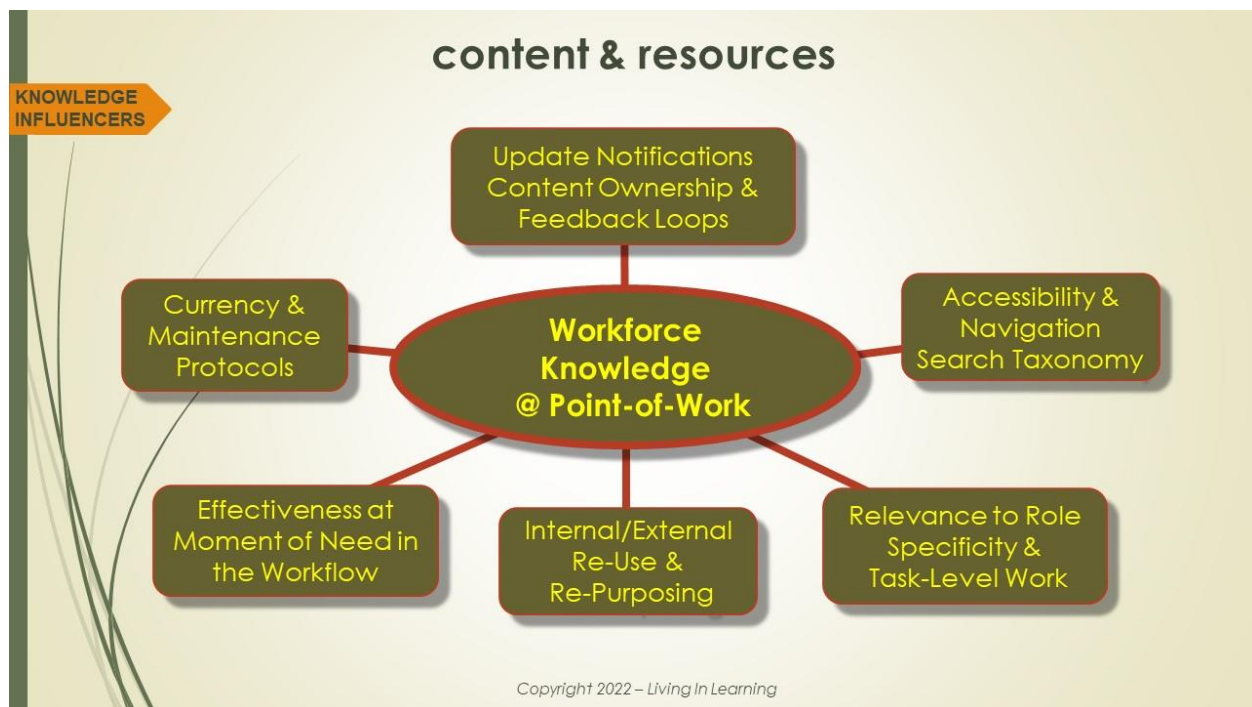 content & resources
KNOWLEDGE
INFLUENCERS
Update Notifications
Content Ownership &
Feedback Loops
Currency &
Maintenance
Protocols
Workforce
Knowledge
@ Point-of-Work
Accessibility &
Navigation
Search Taxonomy
Effectiveness at
Moment of Need in
the Workflow
Internal/External
Re-Use &
Re-Purposing
Relevance to Role
Specificity &
Task-Level Work
Copyright 2022 – Living In Learning